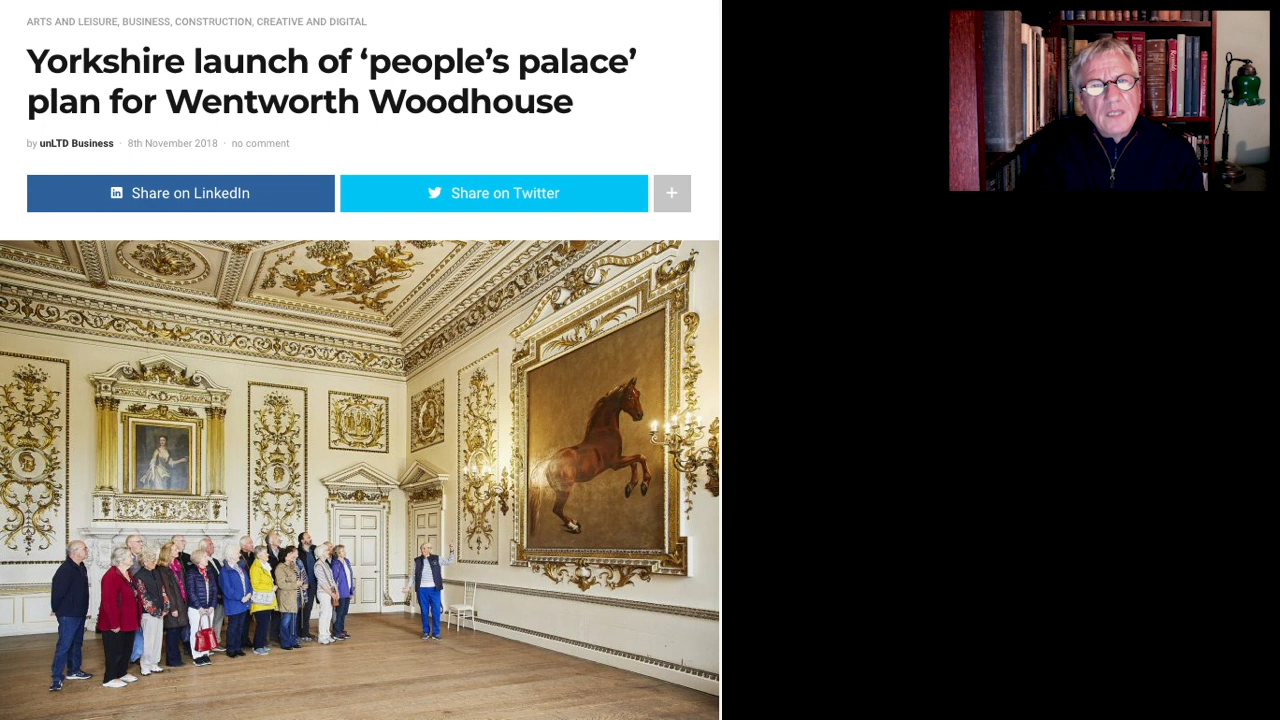 ARTS AND LEISURE, BUSINESS, CONSTRUCTION, CREATIVE AND DIGITAL
Yorkshire launch of ‘people’s palace’
plan for Wentworth Woodhouse
by unLTD Business · 8th November 2018 · no comment
Share on LinkedIn
Share on Twitter
+